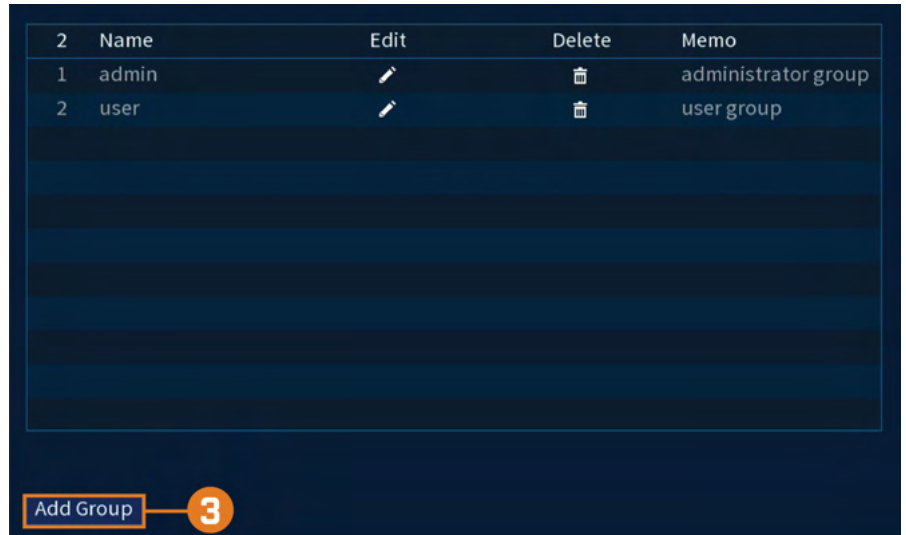 2 Name Edit Delete Memo
1 admin administrator group
2 user user group
Add Group 3